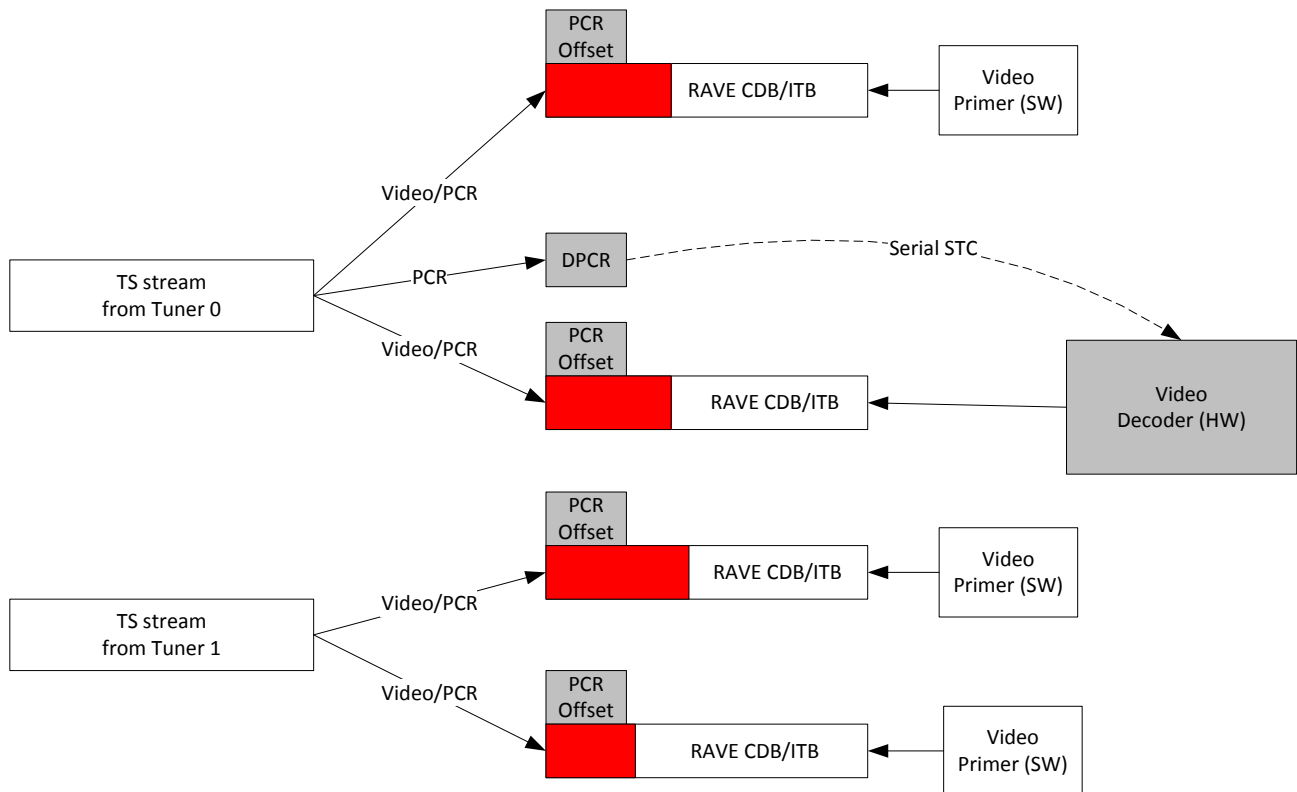 PCR
Offset
RAVE CDB/ITB
Video
Primer (SW)
Video/PCR
DPCR
Serial STC
TS stream
from Tuner 0
PCR
PCR
Offset
Video/PCR
RAVE CDB/ITB
Video
Decoder (HW)
PCR
Offset
RAVE CDB/ITB
Video
Primer (SW)
Video/PCR
TS stream
from Tuner 1
PCR
Offset
Video/PCR
RAVE CDB/ITB
Video
Primer (SW)